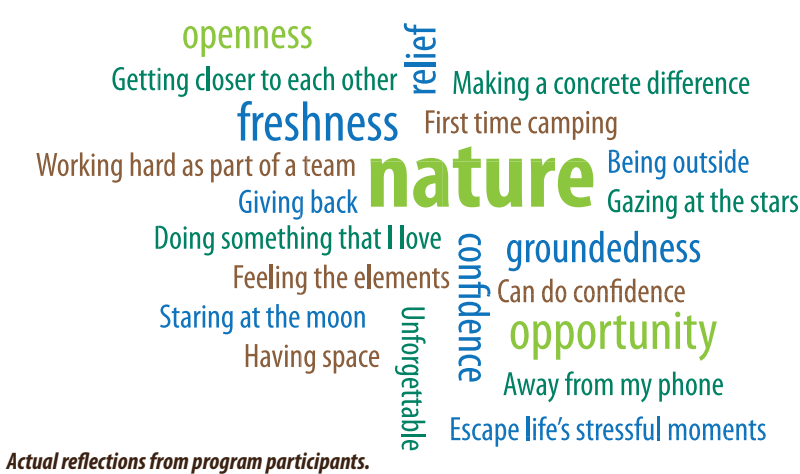 openness
relief
Getting closer to each other
Making a concrete difference
freshness
First time camping
Working hard as part of a team
nature
Being outside
Giving back
Gazing at the stars
Doing something that I love
confidence
groundedness
Feeling the elements
Can do confidence
Staring at the moon
Unforgettable
opportunity
Having space
Away from my phone
Escape life's stressful moments
Actual reflections from program participants.